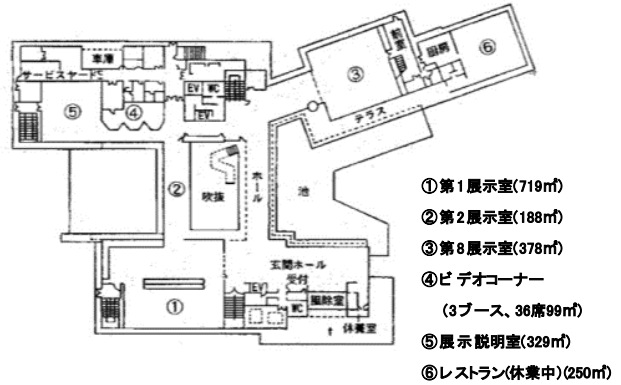 車庫
サービスヤード
EV
WC
EV
前室
厨房
⑥
③
⑤
④
テラス
②
吹抜
ホール
池
玄関ホール
受付
EV
WC
風除室
休養室
①
①第1展示室(719㎡)
②第2展示室(188㎡)
③第8展示室(378㎡)
④ビデオコーナー
(3ブース、36席99㎡)
⑤展示説明室(329㎡)
⑥レストラン(休業中)(250㎡)